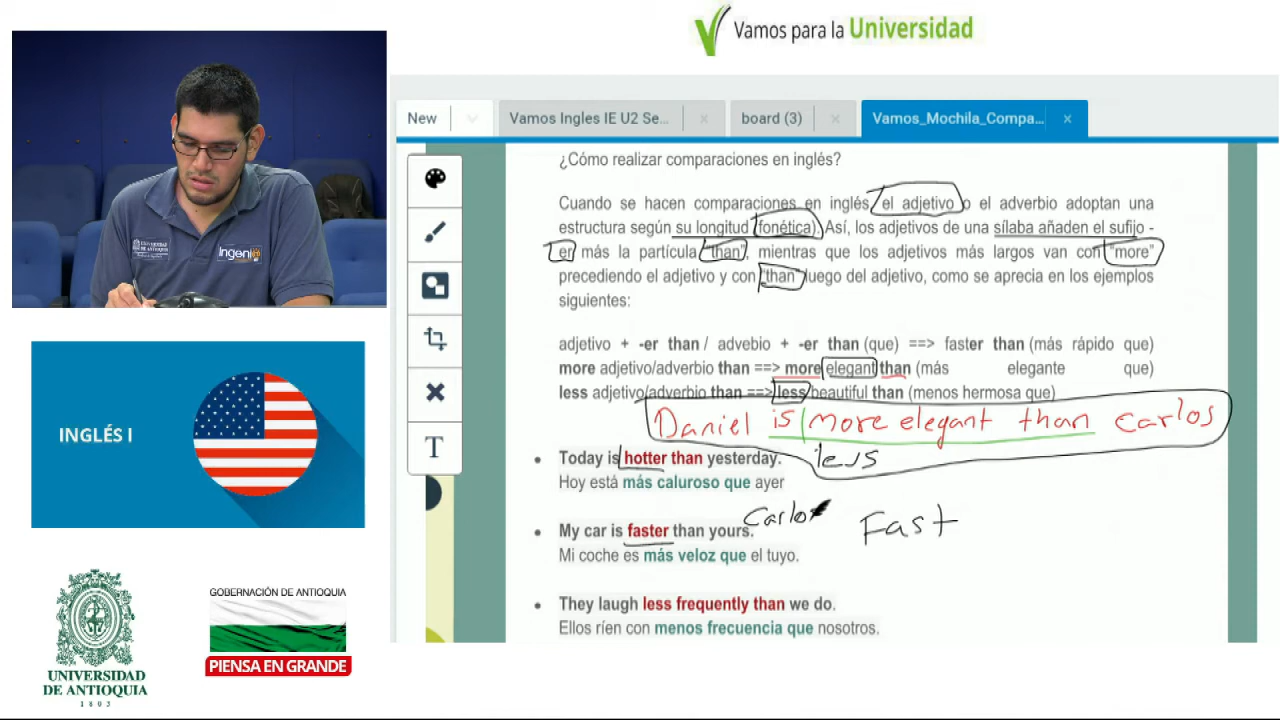 Vamos para la Universidad
New
Vamos Ingles IE U2 Se...
board (3)
Vamos_Mochila_Compa...
¿Cómo realizar comparaciones en inglés?
Cuando se hacen comparaciones en inglés el adjetivo o el adverbio adoptan una
estructura según su longitud fonética). Así, los adjetivos de una sílaba añaden el sufijo -
er más la partícula "than", mientras que los adjetivos más largos van con "more"
precediendo el adjetivo y con "than" luego del adjetivo, como se aprecia en los ejemplos
siguientes:
adjetivo + -er than / advebio + -er than (que) ==> faster than (más rápido que)
more adjetivo/adverbio than ==> more elegant than (más elegante que)
less adjetivo/adverbio than ==> less beautiful than (menos hermosa que)
Daniel is more elegant than Carlos
less
Today is hotter than yesterday.
Hoy está más caluroso que ayer
Carlos
Fast
My car is faster than yours.
Mi coche es más veloz que el tuyo.
They laugh less frequently than we do.
Ellos ríen con menos frecuencia que nosotros.
T
INGLÉS I
UNIVERSIDAD
DE ANTIOQUIA
1803
GOBERNACIÓN DE ANTIOQUIA
PIENSA EN GRANDE
UNIVERSIDAD
DE ANTIOQUIA
ingeni@